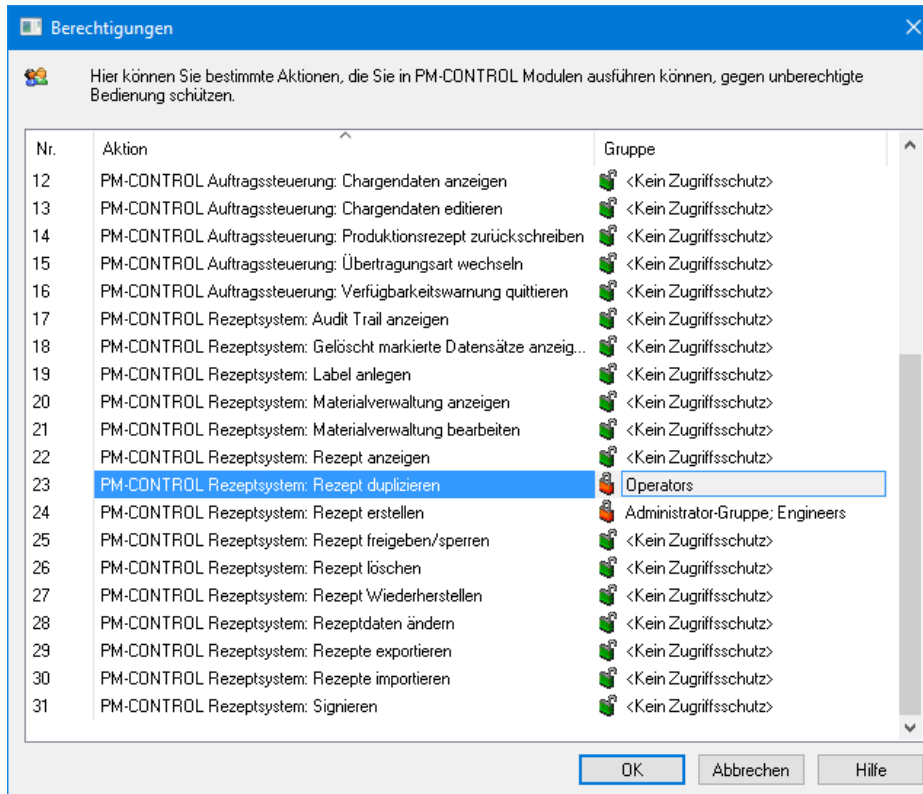 Berechtigungen
Hier können Sie bestimmte Aktionen, die Sie in PM-CONTROL Modulen ausführen können, gegen unberechtigte
Bedienung schützen.
Nr. Aktion Gruppe
12 PM-CONTROL Auftragssteuerung: Chargendaten anzeigen <Kein Zugriffsschutz>
13 PM-CONTROL Auftragssteuerung: Chargendaten editieren <Kein Zugriffsschutz>
14 PM-CONTROL Auftragssteuerung: Produktionsrezept zurückschreiben <Kein Zugriffsschutz>
15 PM-CONTROL Auftragssteuerung: Übertragungsart wechseln <Kein Zugriffsschutz>
16 PM-CONTROL Auftragssteuerung: Verfügbarkeitswarnung quittieren <Kein Zugriffsschutz>
17 PM-CONTROL Rezeptsystem: Audit Trail anzeigen <Kein Zugriffsschutz>
18 PM-CONTROL Rezeptsystem: Gelöscht markierte Datensätze anzeig... <Kein Zugriffsschutz>
19 PM-CONTROL Rezeptsystem: Label anlegen <Kein Zugriffsschutz>
20 PM-CONTROL Rezeptsystem: Materialverwaltung anzeigen <Kein Zugriffsschutz>
21 PM-CONTROL Rezeptsystem: Materialverwaltung bearbeiten <Kein Zugriffsschutz>
22 PM-CONTROL Rezeptsystem: Rezept anzeigen <Kein Zugriffsschutz>
23 PM-CONTROL Rezeptsystem: Rezept duplizieren Operators
24 PM-CONTROL Rezeptsystem: Rezept erstellen Administrator-Gruppe; Engineers
25 PM-CONTROL Rezeptsystem: Rezept freigeben/sperren <Kein Zugriffsschutz>
26 PM-CONTROL Rezeptsystem: Rezept löschen <Kein Zugriffsschutz>
27 PM-CONTROL Rezeptsystem: Rezept Wiederherstellen <Kein Zugriffsschutz>
28 PM-CONTROL Rezeptsystem: Rezeptdaten ändern <Kein Zugriffsschutz>
29 PM-CONTROL Rezeptsystem: Rezepte exportieren <Kein Zugriffsschutz>
30 PM-CONTROL Rezeptsystem: Rezepte importieren <Kein Zugriffsschutz>
31 PM-CONTROL Rezeptsystem: Signieren <Kein Zugriffsschutz>
OK Abbrechen Hilfe